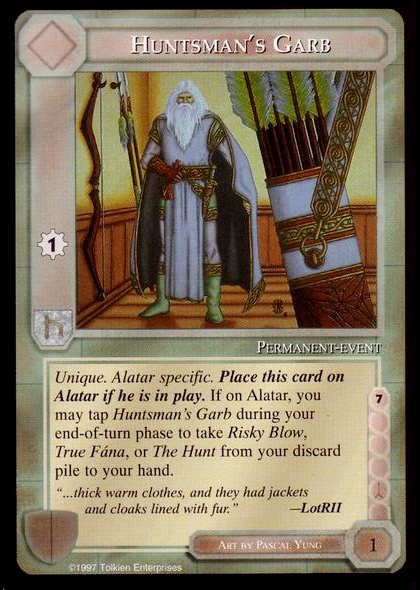 HUNTSMAN'S GARB
1
PERMANENT-EVENT
Unique. Alatar specific. Place this card on
Alatar if he is in play. If on Alatar, you
may tap Huntsman's Garb during your
end-of-turn phase to take Risky Blow,
True Fána, or The Hunt from your discard
pile to your hand.
"...thick warm clothes, and they had jackets
and cloaks lined with fur." —LotRII
7
ART BY PASCAL YUNG
1
©1997 Tolkien Enterprises